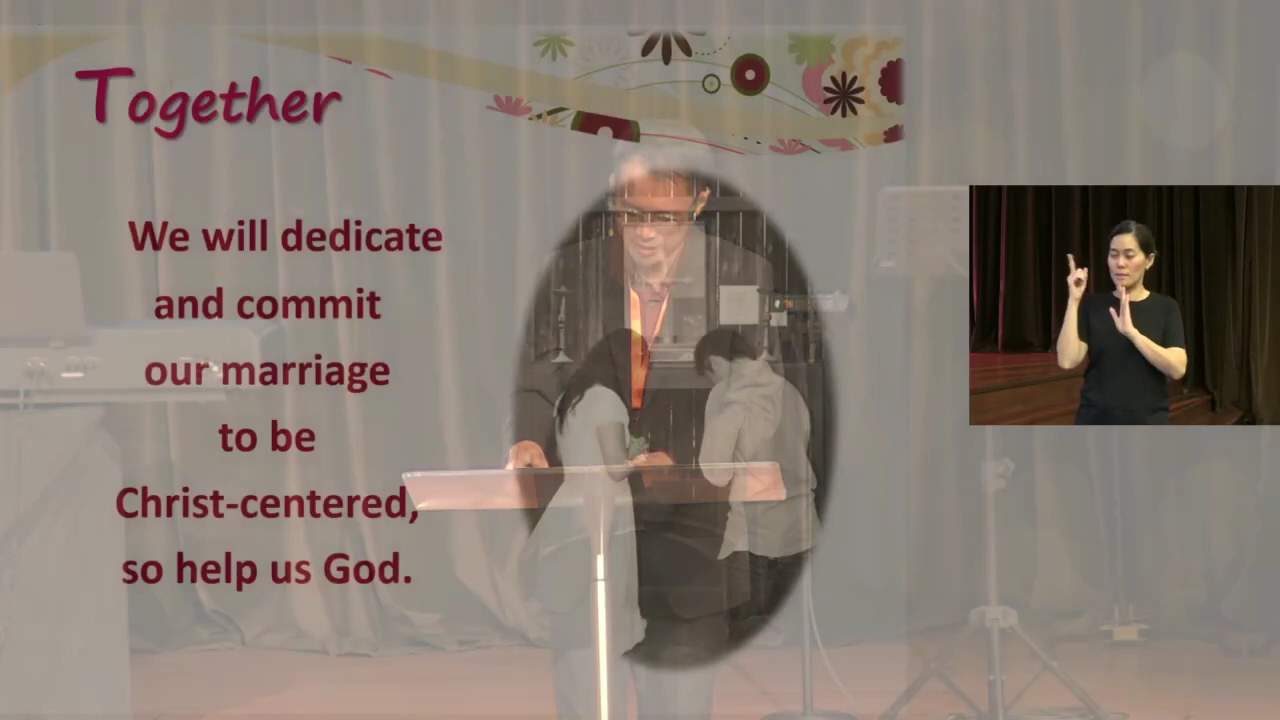 Together
We will dedicate
and commit
our marriage
to be
Christ-centered,
so help us God.